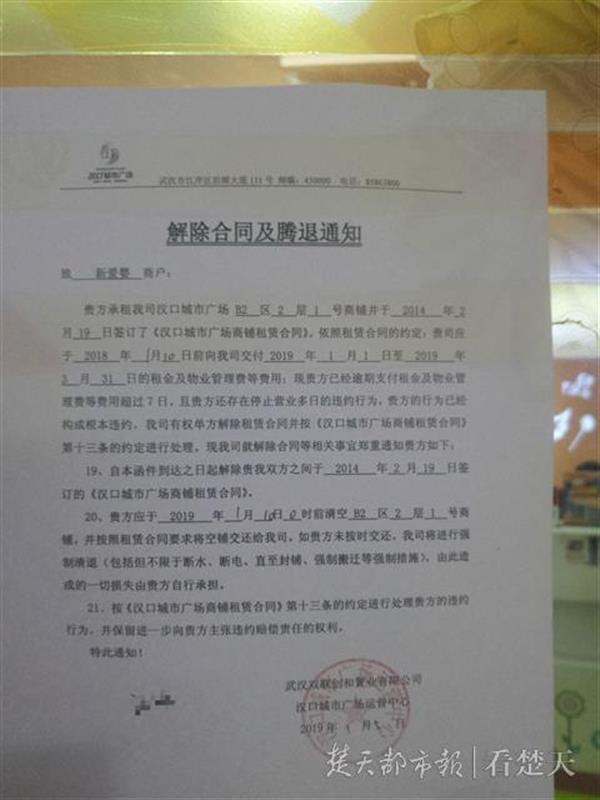 汉口城市广场
武汉市江岸区后湖大道111号 邮编：430000 电话：
解除合同及腾退通知
致 新爱婴 商户：
贵方承租我司汉口城市广场 B2 区 2 层 1 号商铺并于 2014 年 2
月 19 日签订了《汉口城市广场商铺租赁合同》。依照租赁合同的约定：贵司应
于 2018 年 1 月 10 日前向我司交付 2019 年 1 月 1 日至 2019 年
3 月 31 日的租金及物业管理费等费用；现贵方已经逾期支付租金及物业管
理费等费用超过 7 日，且贵方还存在停止营业多日的违约行为，贵方的行为已经
构成根本违约，我司有权单方解除租赁合同并按《汉口城市广场商铺租赁合同》
第十三条的约定进行处理。现我司就解除合同等相关事宜郑重通知贵方如下：
19、自本函件到达之日起解除贵我双方之间于 2014 年 2 月 19 日签
订的《汉口城市广场商铺租赁合同》。
20、贵方应于 2019 年 1 月 10 日 0 时前清空 B2 区 2 层 1 号商
铺，并按照租赁合同要求将空铺交还给我司，如贵方未按时交还，我司将进行强
制清退（包括但不限于断水、断电、直至封铺、强制搬迁等强制措施），由此造
成的一切损失由贵方自行承担。
21、按《汉口城市广场商铺租赁合同》第十三条的约定进行处理贵方的违约
行为，并保留进一步向贵方主张违约赔偿责任的权利。
特此通知！
武汉双联创和置业有限公司
汉口城市广场运营中心
2019 年 1 月 日
楚天都市報|看楚天